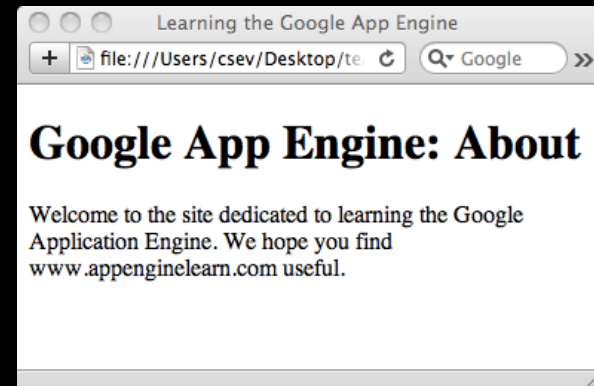 Learning the Google App Engine
+ file:///Users/csev/Desktop/te Google »
Google App Engine: About
Welcome to the site dedicated to learning the Google
Application Engine. We hope you find
www.appenginelearn.com useful.